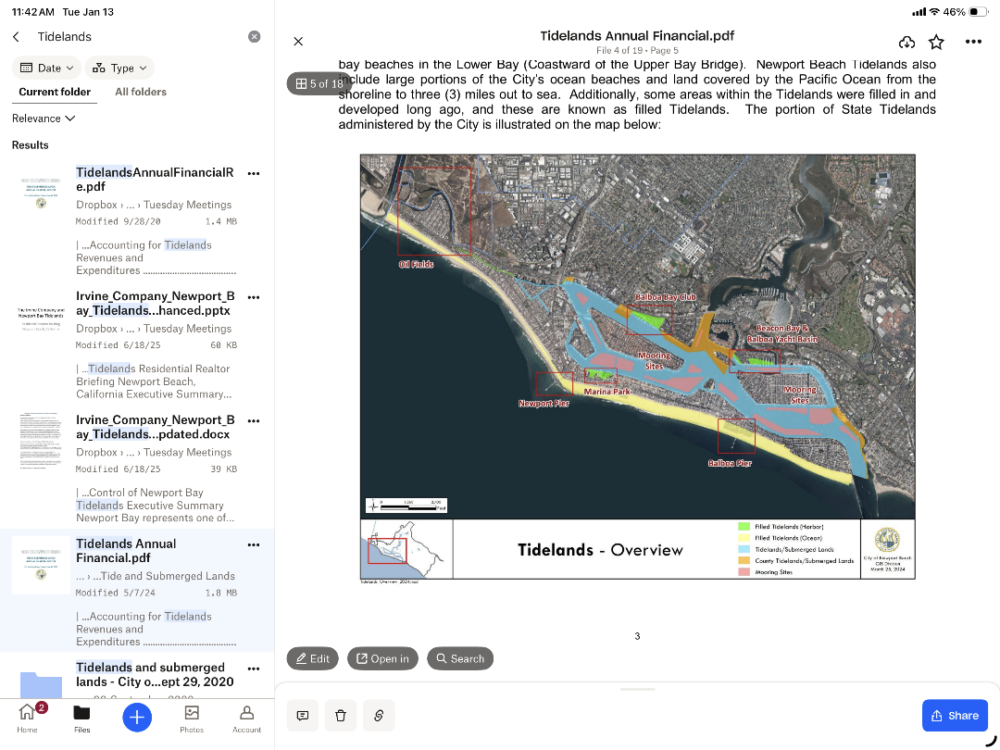 11:42 AM Tue Jan 13
46%
Tidelands
Date
Type
Current folder
All folders
Relevance
Results
TidelandsAnnualFinancialR
e.pdf
Dropbox › ... › Tuesday Meetings
Modified 9/28/20 1.4 MB
| ...Accounting for Tidelands
Revenues and
Expenditures ....................................
Irvine_Company_Newport_B
ay_Tidelands...hanced.pptx
Dropbox › ... › Tuesday Meetings
Modified 6/18/25 60 KB
| ...Tidelands Residential Realtor
Briefing Newport Beach,
California Executive Summary...
Irvine_Company_Newport_B
ay_Tidelands...pdated.docx
Dropbox › ... › Tuesday Meetings
Modified 6/18/25 39 KB
| ...Control of Newport Bay
Tidelands Executive Summary
Newport Bay represents one of...
Tidelands Annual
Financial.pdf
... › ...Tide and Submerged Lands
Modified 5/7/24 1.8 MB
| ...Accounting for Tidelands
Revenues and
Expenditures ....................................
Tidelands and submerged
lands - City o...ept 29, 2020
Home
2
Files
Photos
Account
Tidelands Annual Financial.pdf
File 4 of 19 • Page 5
5 of 18
bay beaches in the Lower Bay (Coastward of the Upper Bay Bridge). Newport Beach Tidelands also
include large portions of the City's ocean beaches and land covered by the Pacific Ocean from the
shoreline to three (3) miles out to sea. Additionally, some areas within the Tidelands were filled in and
developed long ago, and these are known as filled Tidelands. The portion of State Tidelands
administered by the City is illustrated on the map below:
Oil Fields
Balboa Bay Club
Beacon Bay &
Balboa Yacht Basin
Mooring
Sites
Marina Park
Newport Pier
Mooring
Sites
Balboa Pier
Feet
Tidelands - Overview
Filled Tidelands (Harbor)
Filled Tidelands (Ocean)
Tidelands/Submerged Lands
County Tidelands/Submerged Lands
Mooring Sites
City of Newport Beach
GIS Division
March 25, 2024
3
Edit
Open in
Search
Share